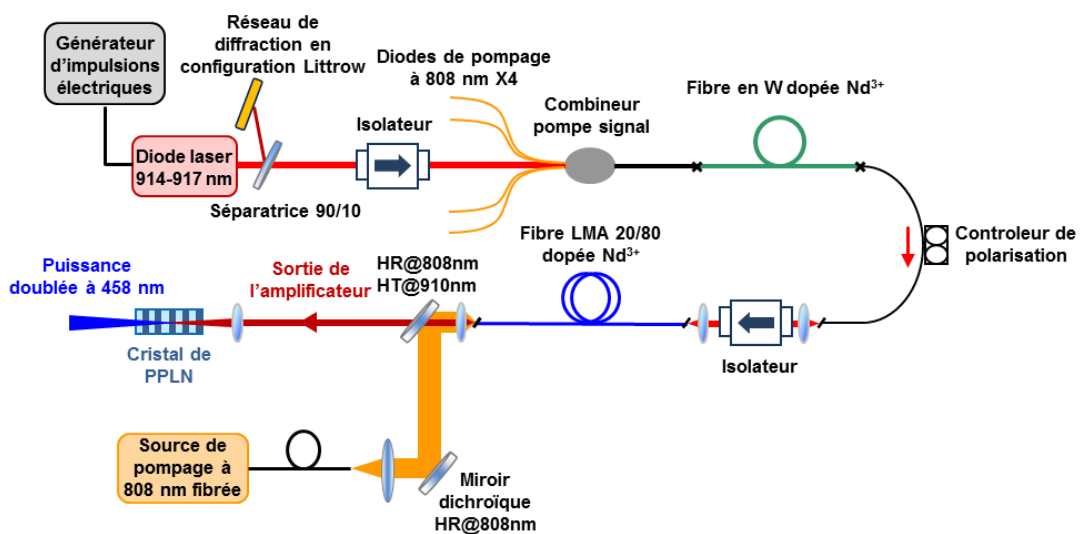 Générateur
d'impulsions
électriques
Réseau de
diffraction en
configuration Littrow
Diodes de pompage
à 808 nm X4
Combineur
pompe signal
Fibre en W dopée Nd³⁺
Isolateur
Diode laser
914-917 nm
Séparatrice 90/10
Fibre LMA 20/80
dopée Nd³⁺
Controleur de
polarisation
Puissance
doublée à 458 nm
Sortie de
l'amplificateur
HR@808nm
HT@910nm
Cristal de
PPLN
Isolateur
Source de
pompage à
808 nm fibrée
Miroir
dichroïque
HR@808nm